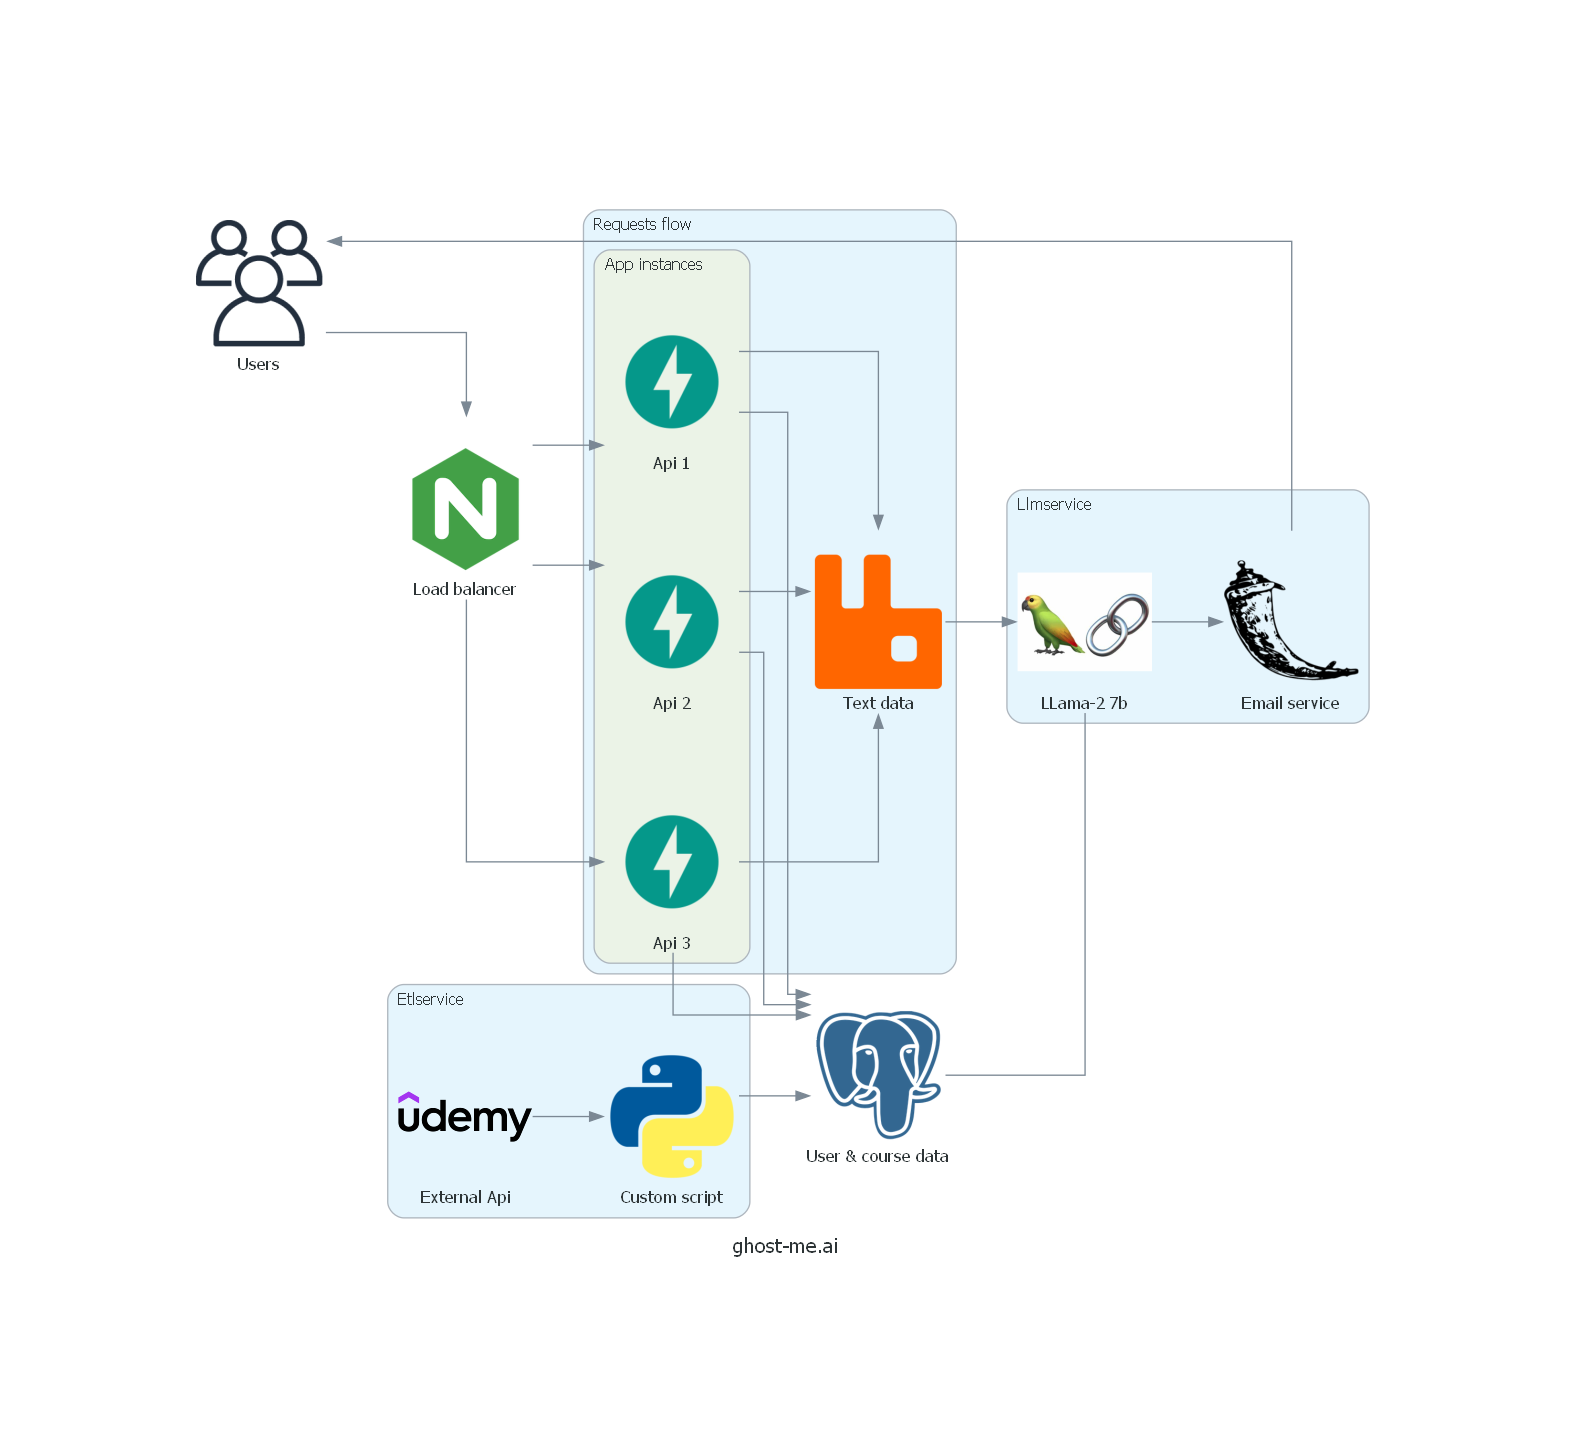 Requests flow
App instances
Users
Api 1
Load balancer
Api 2
Text data
Llmservice
LLama-2 7b
Email service
Api 3
Etlservice
udemy
External Api
Custom script
User & course data
ghost-me.ai